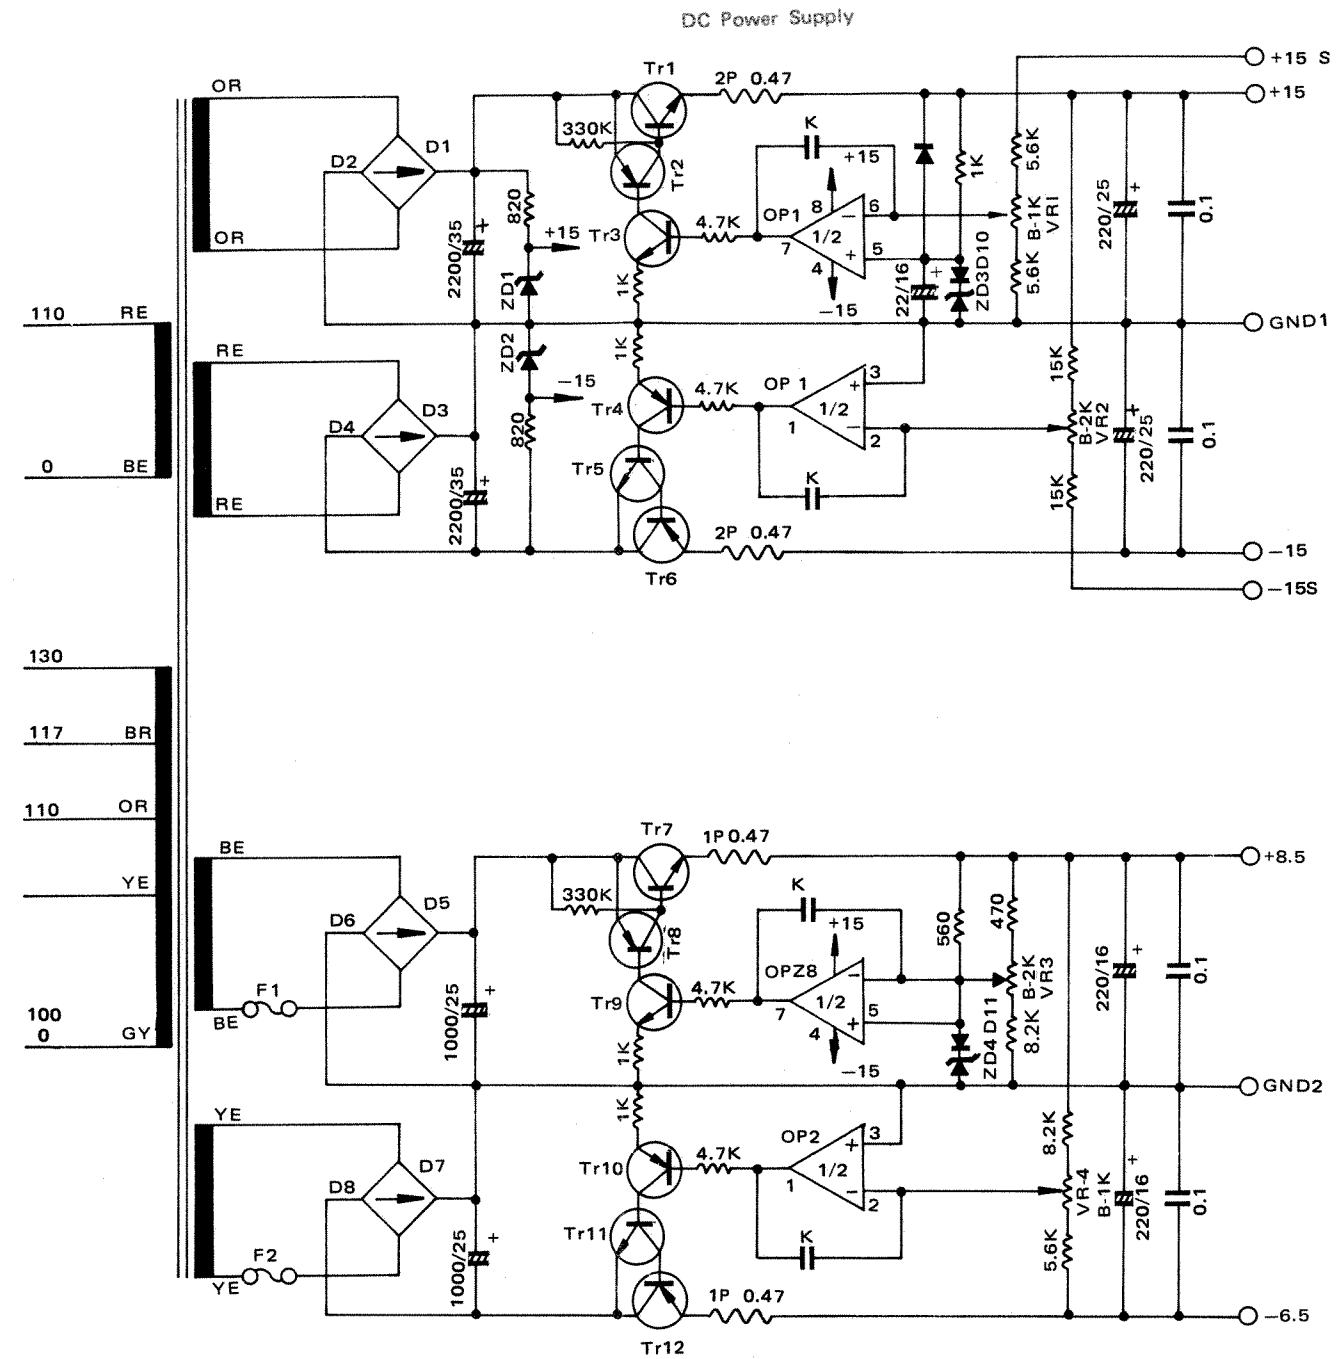 DC Power Supply
+15 S
OR
Tr1
2P 0.47
+15
330K
K
D2
D1
Tr2
+15
1K
5.6K
B-1K
VR1
820
OP1
8
−
6
220/25
+
0.1
4.7K
1/2
Tr3
+15
7
+
5
OR
2200/35
+
4
ZD1
1K
−15
22/16
+
ZD3 D10
5.6K
110
RE
GND1
RE
ZD2
1K
−15
4.7K
OP 1
+
3
15K
D4
D3
Tr4
1/2
B-2K
VR2
+
820
1
−
2
220/25
0.1
0
BE
Tr5
K
2200/35
+
15K
RE
2P 0.47
−15
Tr6
−15S
130
117
BR
110
OR
YE
100
0
GY
Tr7
1P 0.47
BE
+8.5
330K
K
D6
D5
Tr8
+15
560
470
OPZ8
−
B-2K
VR3
220/16
+
0.1
F1
4.7K
1/2
Tr9
7
5
+
BE
1000/25
+
4
ZD4 D11
8.2K
1K
−15
GND2
1K
YE
OP2
+
3
8.2K
D8
D7
Tr10
4.7K
1/2
VR-4
B-1K
+
1
−
2
220/16
0.1
Tr11
K
F2
1000/25
+
5.6K
YE
1P 0.47
−6.5
Tr12